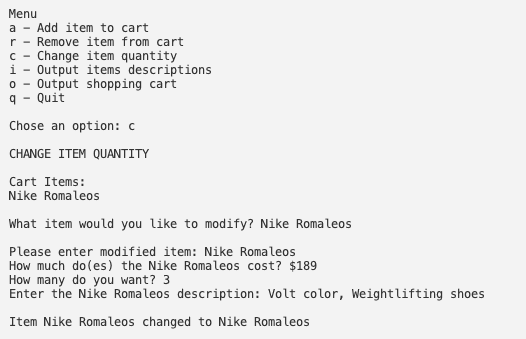 Menu
a – Add item to cart
r – Remove item from cart
c – Change item quantity
i – Output items descriptions
o – Output shopping cart
q – Quit
Chose an option: c
CHANGE ITEM QUANTITY
Cart Items:
Nike Romaleos
What item would you like to modify? Nike Romaleos
Please enter modified item: Nike Romaleos
How much do(es) the Nike Romaleos cost? $189
How many do you want? 3
Enter the Nike Romaleos description: Volt color, Weightlifting shoes
Item Nike Romaleos changed to Nike Romaleos